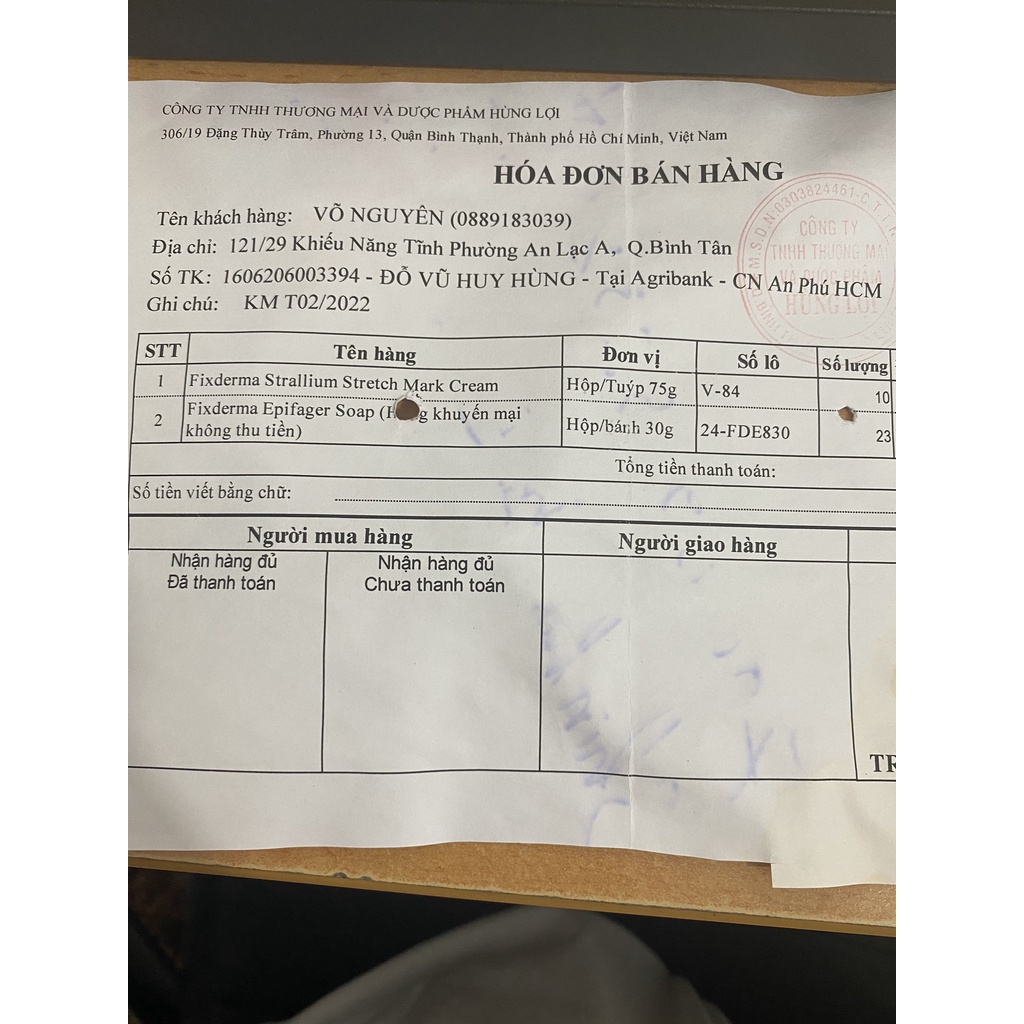 CÔNG TY TNHH THƯƠNG MẠI VÀ DƯỢC PHẨM HÙNG LỢI
306/19 Đặng Thùy Trâm, Phường 13, Quận Bình Thạnh, Thành phố Hồ Chí Minh, Việt Nam
HÓA ĐƠN BÁN HÀNG
Tên khách hàng: VÕ NGUYÊN (0889183039)
Địa chỉ: 121/29 Khiếu Năng Tĩnh Phường An Lạc A, Q.Bình Tân
Số TK: 1606206003394 - ĐỖ VŨ HUY HÙNG - Tại Agribank - CN An Phú HCM
Ghi chú: KM T02/2022
M.S.D.N:0303824461-C.T.T.N
CÔNG TY
TNHH THƯƠNG MẠI
VÀ DƯỢC PHẨM
HÙNG LỢI
STT Tên hàng Đơn vị Số lô Số lượng
1 Fixderma Strallium Stretch Mark Cream Hộp/Tuýp 75g V-84 10
2 Fixderma Epifager Soap ( khuyến mại không thu tiền) Hộp/bánh 30g 24-FDE830 23
Tổng tiền thanh toán:
Số tiền viết bằng chữ:
Người mua hàng Người giao hàng
Nhận hàng đủ Nhận hàng đủ
Đã thanh toán Chưa thanh toán
TR